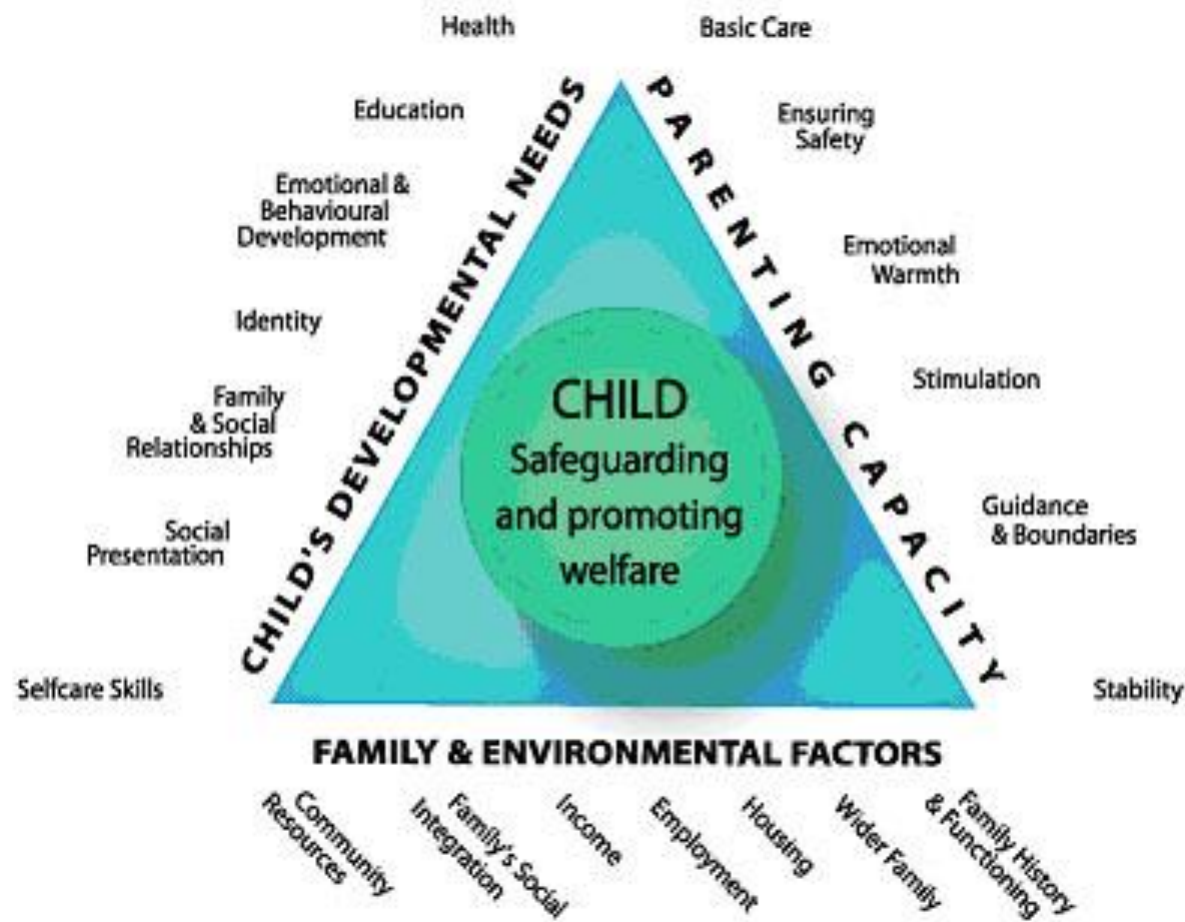 Health
Education
Emotional &
Behavioural
Development
Identity
Family
& Social
Relationships
Social
Presentation
Selfcare Skills
CHILD'S DEVELOPMENTAL NEEDS
CHILD
Safeguarding
and promoting
welfare
PARENTING CAPACITY
Basic Care
Ensuring
Safety
Emotional
Warmth
Stimulation
Guidance
& Boundaries
Stability
FAMILY & ENVIRONMENTAL FACTORS
Community
Resources
Family's Social
Integration
Income
Employment
Housing
Wider Family
Family History
& Functioning